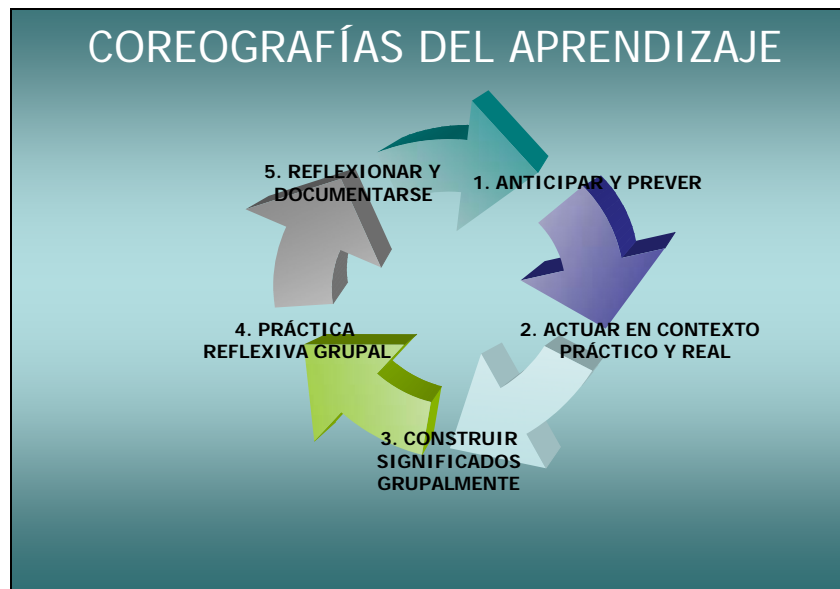 COREOGRAFÍAS DEL APRENDIZAJE
1. ANTICIPAR Y PREVER
2. ACTUAR EN CONTEXTO
PRÁCTICO Y REAL
3. CONSTRUIR
SIGNIFICADOS
GRUPALMENTE
4. PRÁCTICA
REFLEXIVA GRUPAL
5. REFLEXIONAR Y
DOCUMENTARSE